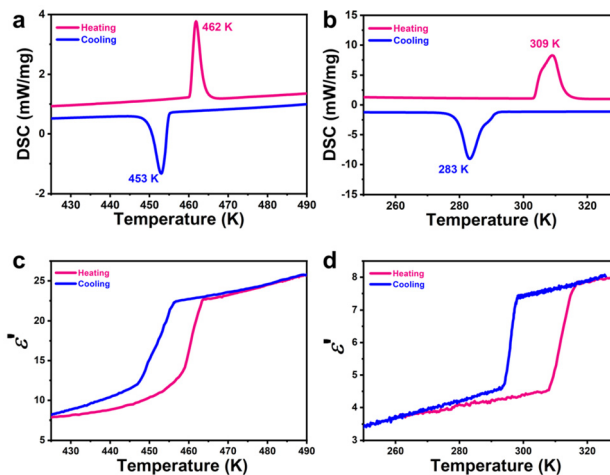 a
Heating
Cooling
462 K
453 K
DSC (mW/mg)
4
2
0
-2
430 440 450 460 470 480 490
Temperature (K)
b
Heating
Cooling
309 K
283 K
DSC (mW/mg)
15
10
5
0
-5
-10
-15
260 280 300 320
Temperature (K)
c
Heating
Cooling
ε'
25
20
15
10
5
430 440 450 460 470 480 490
Temperature (K)
d
Heating
Cooling
ε'
8
7
6
5
4
3
260 280 300 320
Temperature (K)